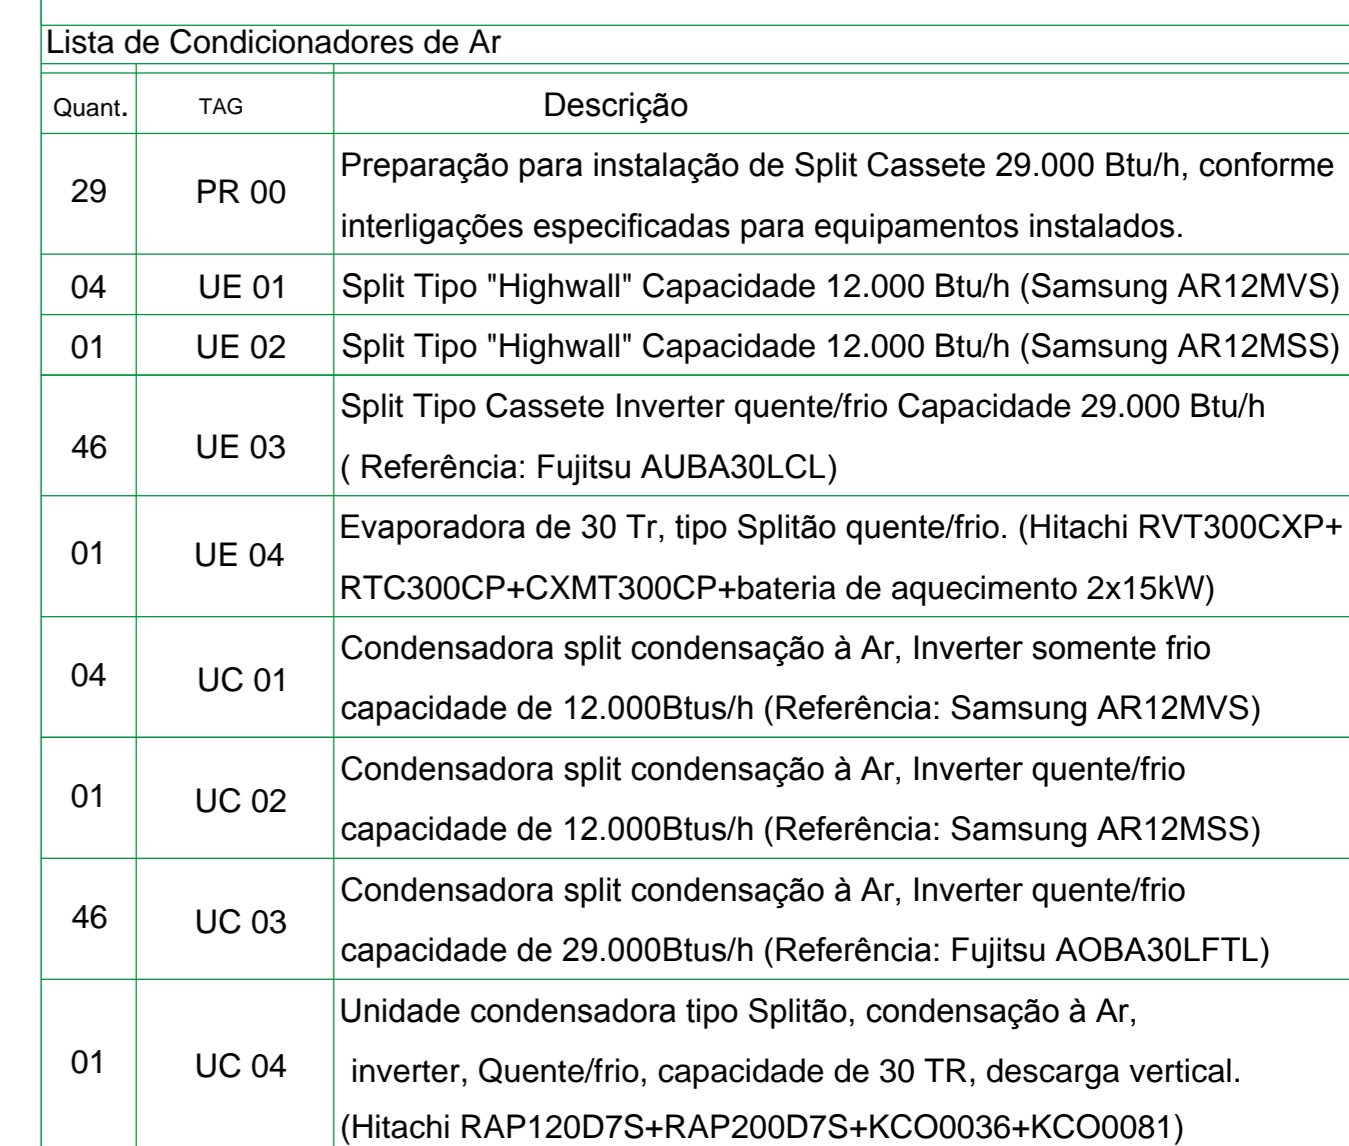 Lista de Condicionadores de Ar
Quant. TAG Descrição
29 PR 00 Preparação para instalação de Split Cassete 29.000 Btu/h, conforme
interligações especificadas para equipamentos instalados.
04 UE 01 Split Tipo "Highwall" Capacidade 12.000 Btu/h (Samsung AR12MVS)
01 UE 02 Split Tipo "Highwall" Capacidade 12.000 Btu/h (Samsung AR12MSS)
46 UE 03 Split Tipo Cassete Inverter quente/frio Capacidade 29.000 Btu/h
( Referência: Fujitsu AUBA30LCL)
01 UE 04 Evaporadora de 30 Tr, tipo Splitão quente/frio. (Hitachi RVT300CXP+
RTC300CP+CXMT300CP+bateria de aquecimento 2x15kW)
04 UC 01 Condensadora split condensação à Ar, Inverter somente frio
capacidade de 12.000Btus/h (Referência: Samsung AR12MVS)
01 UC 02 Condensadora split condensação à Ar, Inverter quente/frio
capacidade de 12.000Btus/h (Referência: Samsung AR12MSS)
46 UC 03 Condensadora split condensação à Ar, Inverter quente/frio
capacidade de 29.000Btus/h (Referência: Fujitsu AOBA30LFTL)
01 UC 04 Unidade condensadora tipo Splitão, condensação à Ar,
inverter, Quente/frio, capacidade de 30 TR, descarga vertical.
(Hitachi RAP120D7S+RAP200D7S+KCO0036+KCO0081)